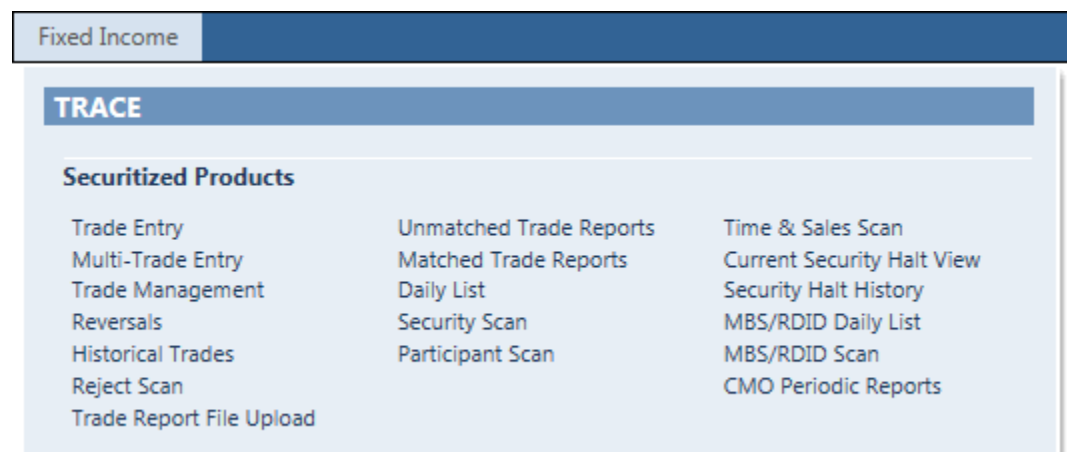 Fixed Income
TRACE
Securitized Products
Trade Entry
Multi-Trade Entry
Trade Management
Reversals
Historical Trades
Reject Scan
Trade Report File Upload
Unmatched Trade Reports
Matched Trade Reports
Daily List
Security Scan
Participant Scan
Time & Sales Scan
Current Security Halt View
Security Halt History
MBS/RDID Daily List
MBS/RDID Scan
CMO Periodic Reports